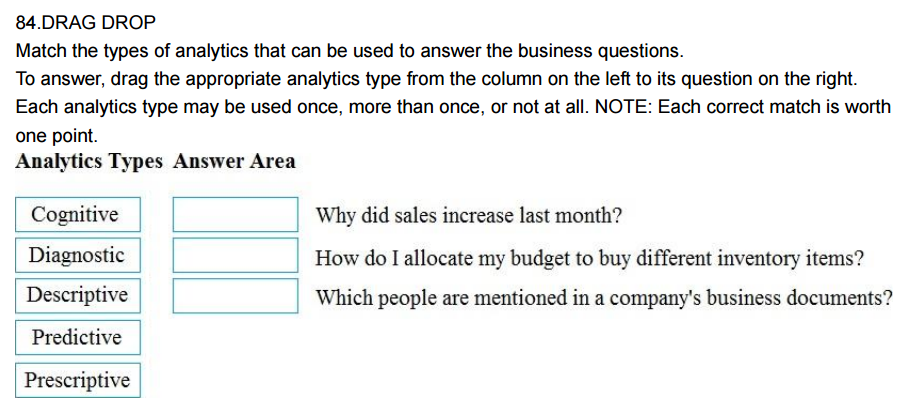 84.DRAG DROP
Match the types of analytics that can be used to answer the business questions.
To answer, drag the appropriate analytics type from the column on the left to its question on the right.
Each analytics type may be used once, more than once, or not at all. NOTE: Each correct match is worth
one point.
Analytics Types Answer Area
Cognitive
Why did sales increase last month?
Diagnostic
How do I allocate my budget to buy different inventory items?
Descriptive
Which people are mentioned in a company's business documents?
Predictive
Prescriptive